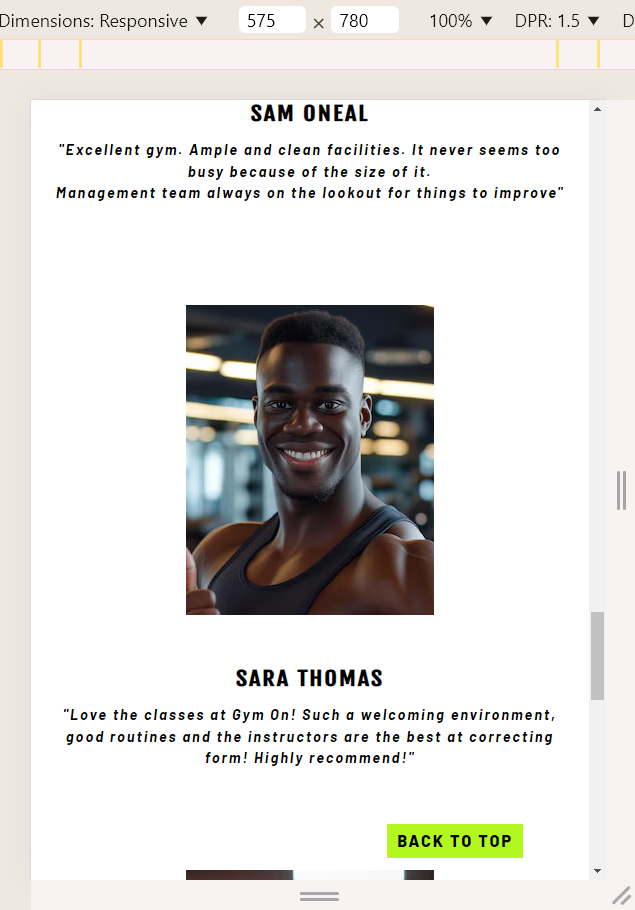 Dimensions: Responsive ▼ 575 × 780 100% ▼ DPR: 1.5 ▼ D
SAM ONEAL
"Excellent gym. Ample and clean facilities. It never seems too
busy because of the size of it.
Management team always on the lookout for things to improve"
SARA THOMAS
"Love the classes at Gym On! Such a welcoming environment,
good routines and the instructors are the best at correcting
form! Highly recommend!"
BACK TO TOP